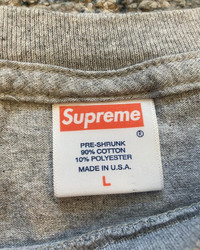 Supreme
®
PRE-SHRUNK
90% COTTON
10% POLYESTER
MADE IN U.S.A.
L